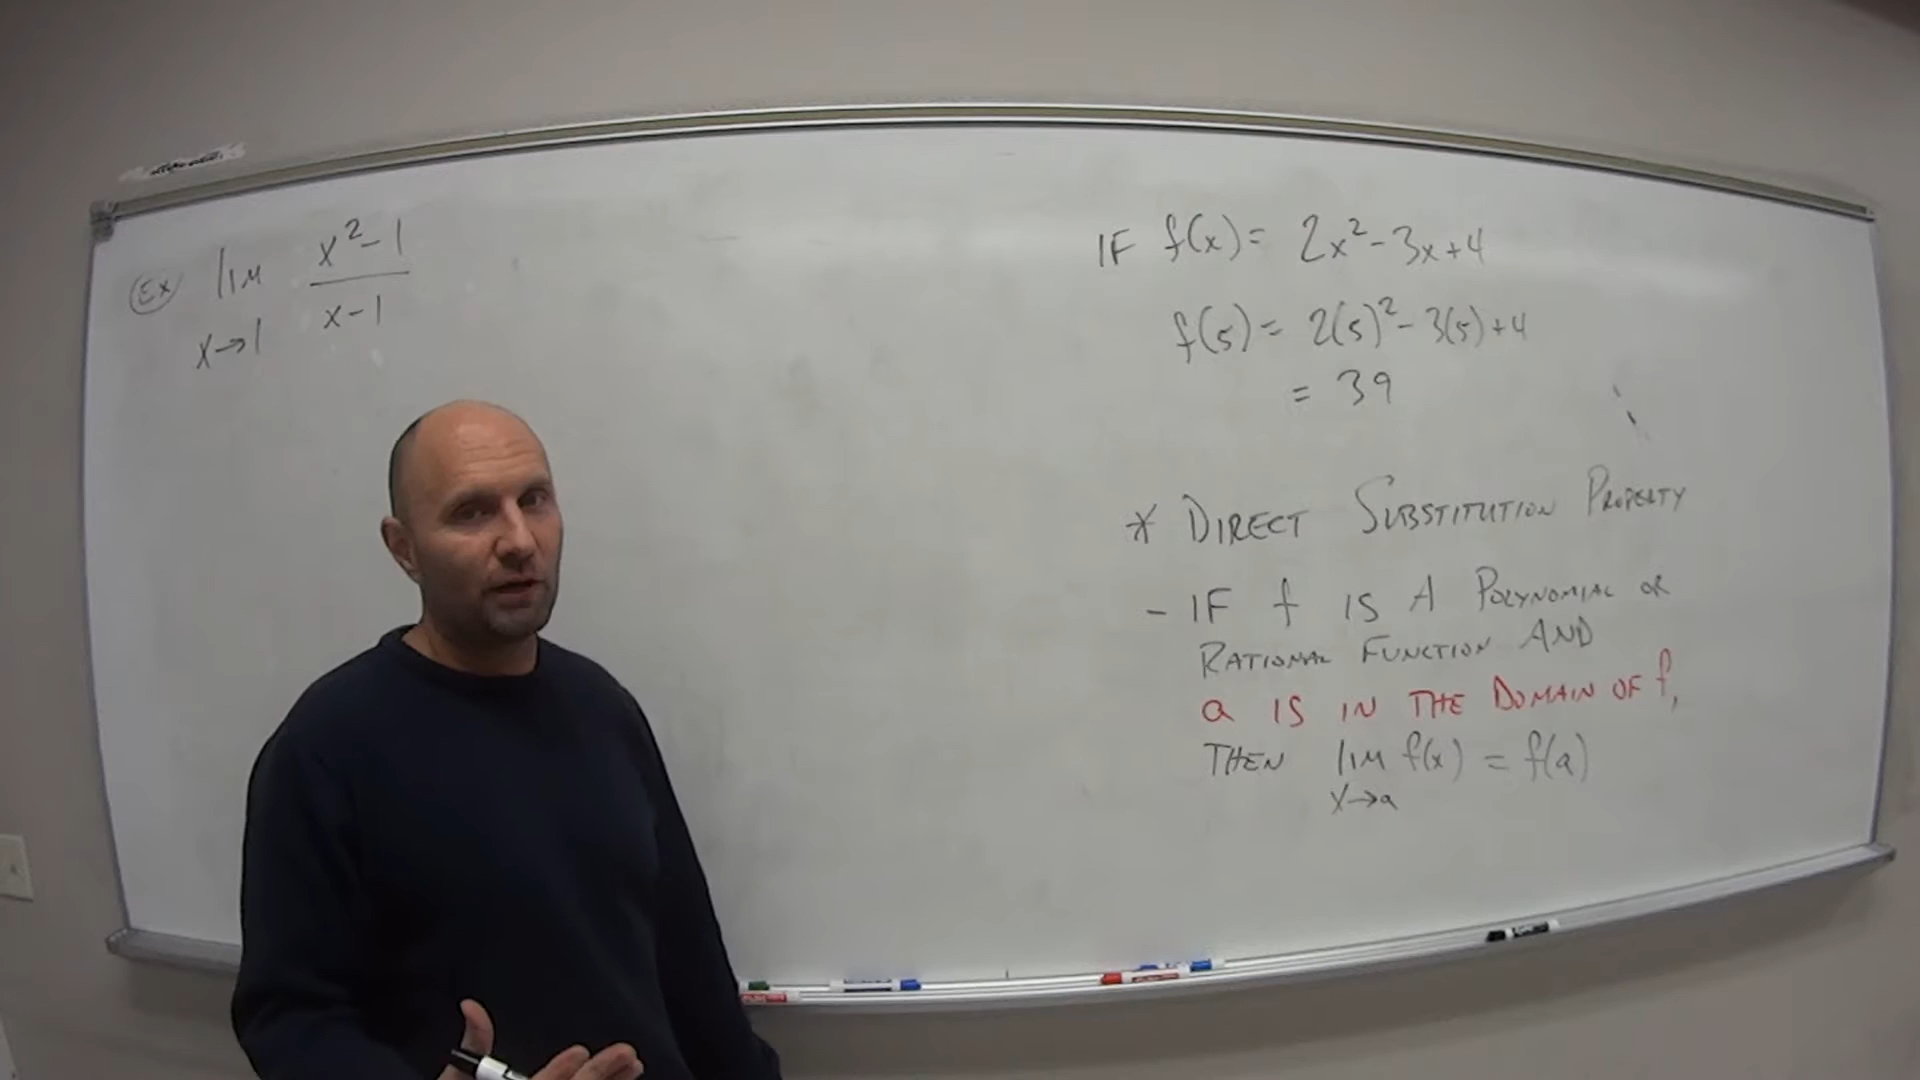 Ex lim x²-1
x-1
x→1
IF f(x) = 2x²-3x+4
f(5) = 2(5)²-3(5)+4
= 39
* DIRECT SUBSTITUTION PROPERTY
- IF f IS A POLYNOMIAL OR
RATIONAL FUNCTION AND
a IS IN THE DOMAIN OF f,
THEN lim f(x) = f(a)
x→a